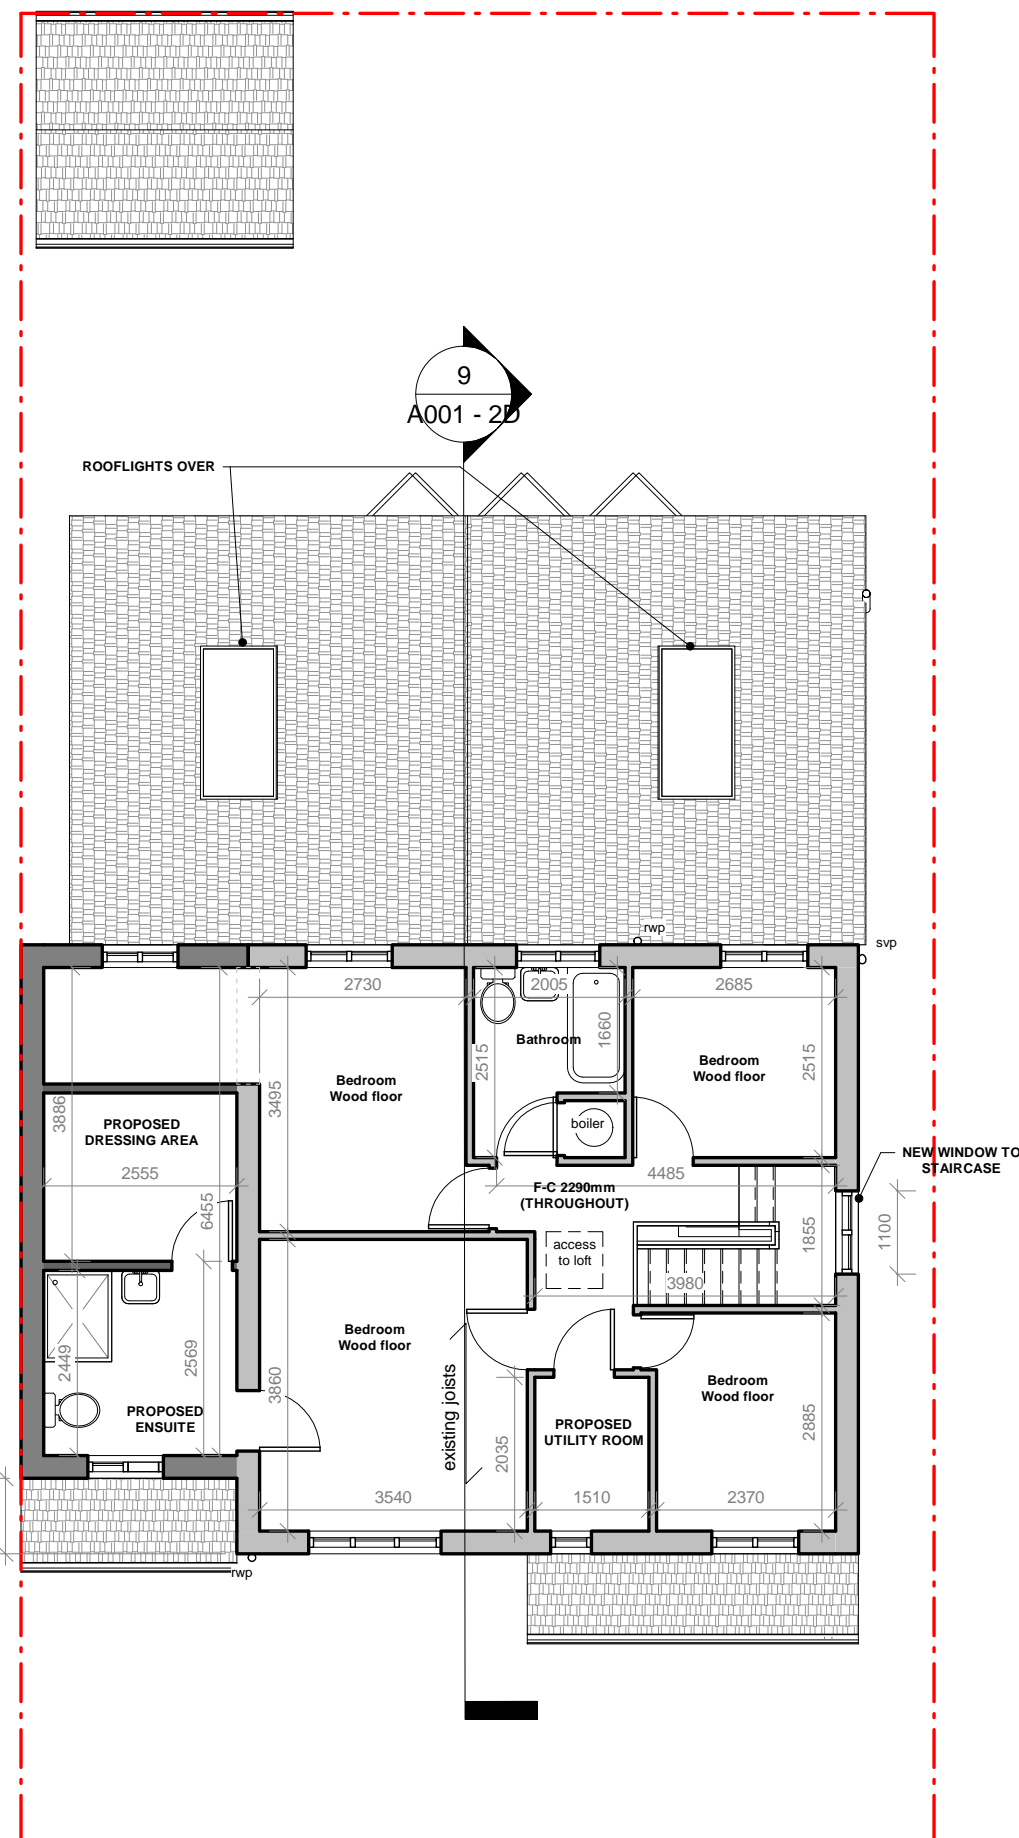 9
A001 - 2D
ROOFLIGHTS OVER
rwp
svp
2730
2005
2685
Bathroom
1660
2515
2515
Bedroom
Wood floor
Bedroom
Wood floor
3495
3886
PROPOSED
DRESSING AREA
boiler
2555
6455
4485
NEW WINDOW TO
STAIRCASE
F-C 2290mm
(THROUGHOUT)
1855
1100
access
to loft
3980
Bedroom
Wood floor
2449
2569
3860
existing joists
Bedroom
Wood floor
PROPOSED
ENSUITE
PROPOSED
UTILITY ROOM
2035
2885
3540
1510
2370
rwp